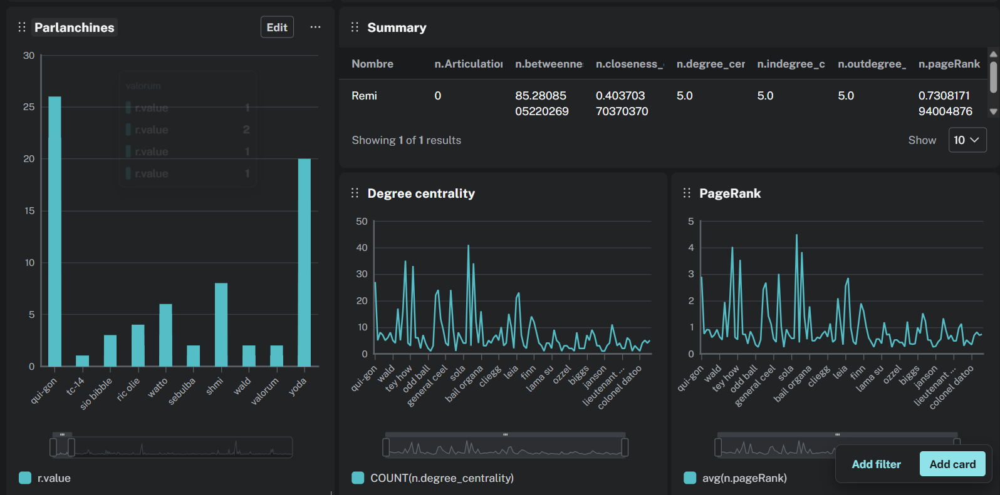 Parlanchines
Edit
Summary
30
25
20
15
10
5
0
valorum
r.value 1
r.value 2
r.value 1
r.value 1
qui-gon
tc-14
sio bibble
ric olie
watto
sebulba
shmi
wald
valorum
yoda
r.value
Nombre n.Articulation n.betweenne n.closeness_ n.degree_cer n.indegree_c n.outdegree_ n.pageRank
Remi 0 85.28085 0.403703 5.0 5.0 5.0 0.7308171
05220269 70370370 94004876
Showing 1 of 1 results
Show 10
Degree centrality
50
40
30
20
10
0
qui-gon
wald
tey how
odd ball
general ceel
sola
bail organa
cliegg
leia
finn
lama su
ozzel
biggs
janson
lieutenant ...
colonel datoo
COUNT(n.degree_centrality)
PageRank
5
4
3
2
1
0
qui-gon
wald
tey how
odd ball
general ceel
sola
bail organa
cliegg
leia
finn
lama su
ozzel
biggs
janson
lieutenant ...
colonel datoo
avg(n.pageRank)
Add filter
Add card